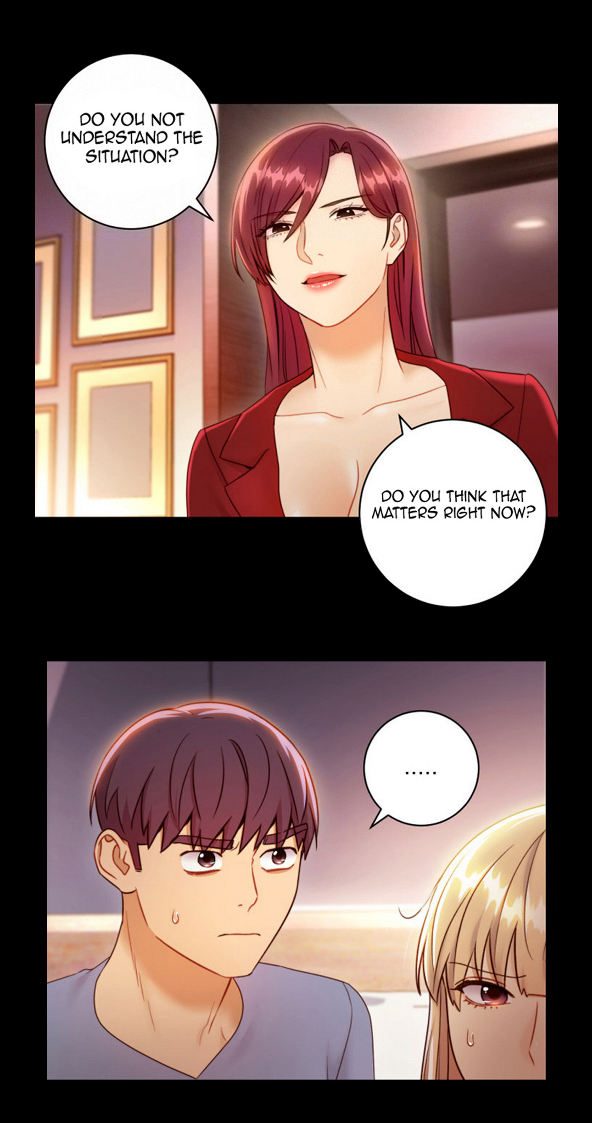 DO YOU NOT
UNDERSTAND THE
SITUATION?
DO YOU THINK THAT
MATTERS RIGHT NOW?
.....